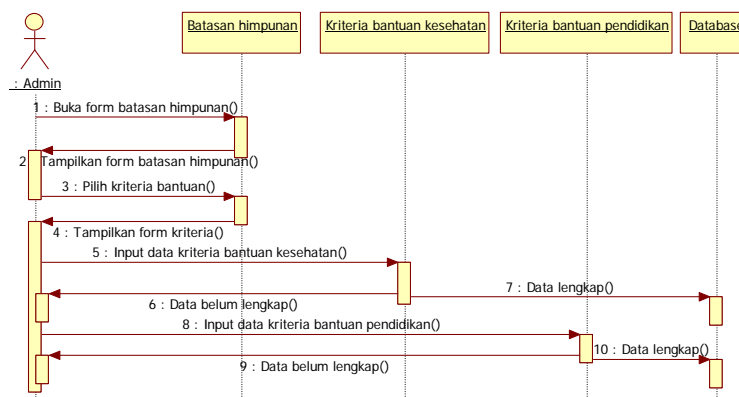 Batasan himpunan
Kriteria bantuan kesehatan
Kriteria bantuan pendidikan
Database
: Admin
1 : Buka form batasan himpunan()
2 : Tampilkan form batasan himpunan()
3 : Pilih kriteria bantuan()
4 : Tampilkan form kriteria()
5 : Input data kriteria bantuan kesehatan()
6 : Data belum lengkap()
7 : Data lengkap()
8 : Input data kriteria bantuan pendidikan()
9 : Data belum lengkap()
10 : Data lengkap()